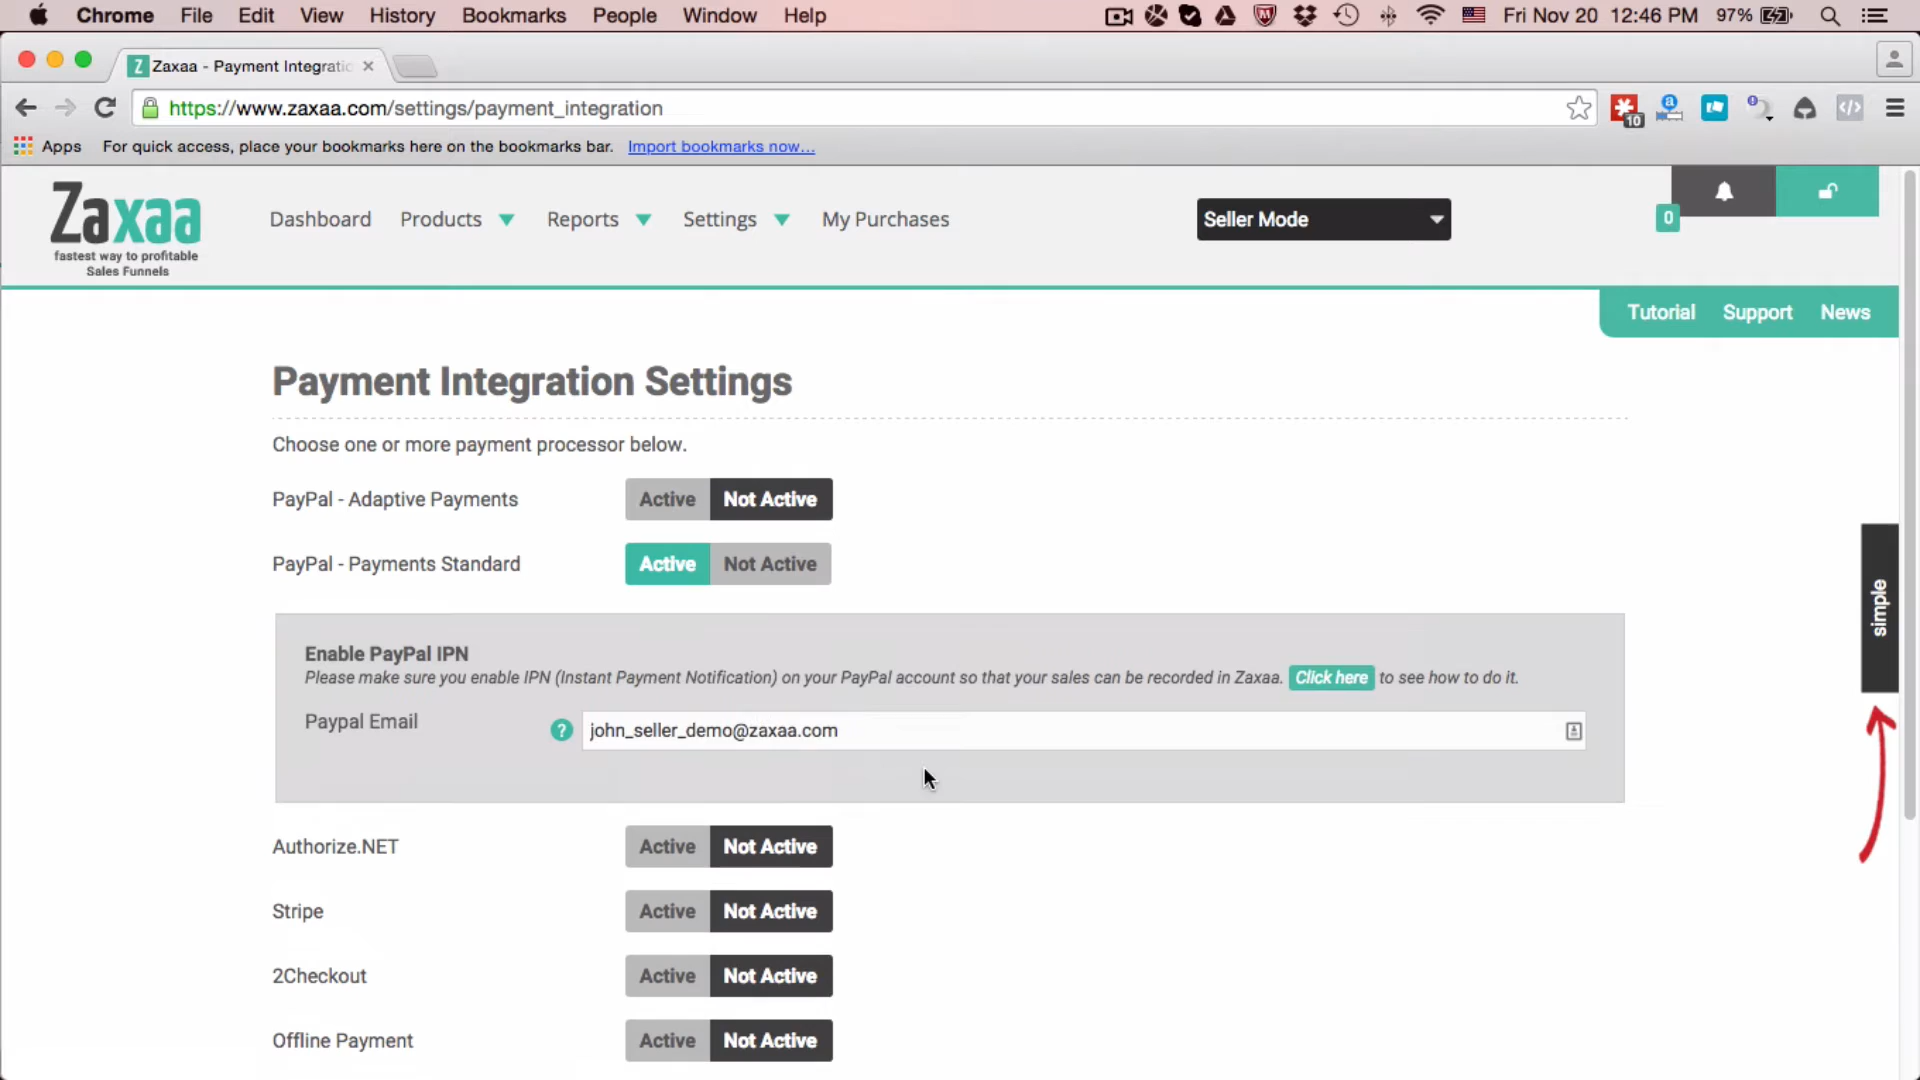 Chrome File Edit View History Bookmarks People Window Help Fri Nov 20 12:46 PM 97%
Z Zaxaa - Payment Integratio
https://www.zaxaa.com/settings/payment_integration
10
Apps For quick access, place your bookmarks here on the bookmarks bar. Import bookmarks now...
Zaxaa
fastest way to profitable
Sales Funnels
Dashboard Products Reports Settings My Purchases Seller Mode 0
Tutorial Support News
Payment Integration Settings
Choose one or more payment processor below.
PayPal - Adaptive Payments Active Not Active
PayPal - Payments Standard Active Not Active
simple
Enable PayPal IPN
Please make sure you enable IPN (Instant Payment Notification) on your PayPal account so that your sales can be recorded in Zaxaa. Click here to see how to do it.
Paypal Email ? john_seller_demo@zaxaa.com
Authorize.NET Active Not Active
Stripe Active Not Active
2Checkout Active Not Active
Offline Payment Active Not Active